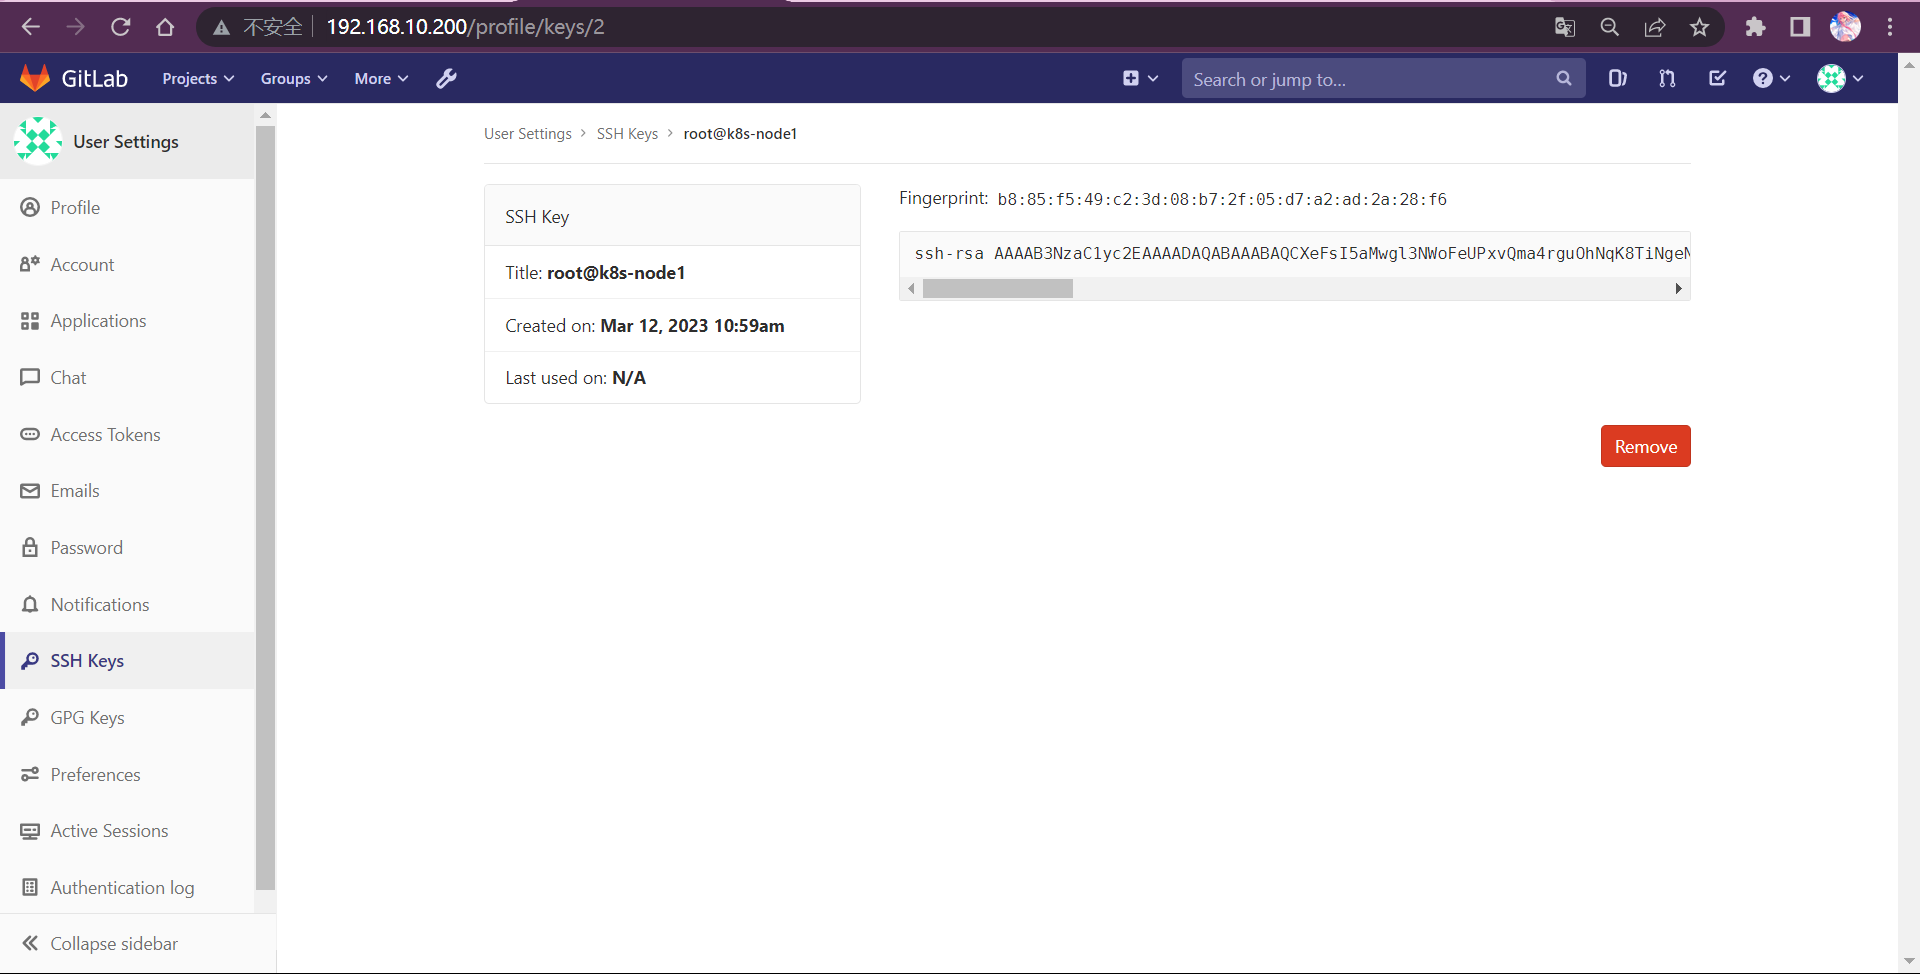 不安全 192.168.10.200/profile/keys/2
GitLab Projects Groups More Search or jump to...
User Settings
Profile
Account
Applications
Chat
Access Tokens
Emails
Password
Notifications
SSH Keys
GPG Keys
Preferences
Active Sessions
Authentication log
Collapse sidebar
User Settings > SSH Keys > root@k8s-node1
SSH Key
Title: root@k8s-node1
Created on: Mar 12, 2023 10:59am
Last used on: N/A
Fingerprint: b8:85:f5:49:c2:3d:08:b7:2f:05:d7:a2:ad:2a:28:f6
ssh-rsa AAAAB3NzaC1yc2EAAAADAQABAAABAQCXeFsI5aMwgl3NWoFeUPxvQma4rguOhNqK8TiNgeN
Remove